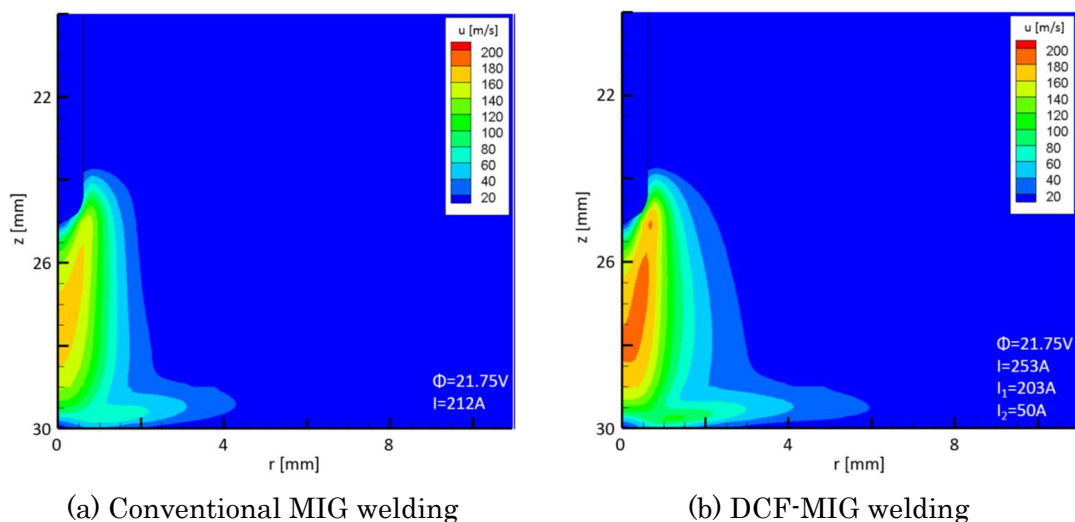 u [m/s]
200
180
160
140
120
100
80
60
40
20
22
26
30
z [mm]
0
4
8
r [mm]
Φ=21.75V
I=212A
(a) Conventional MIG welding
u [m/s]
200
180
160
140
120
100
80
60
40
20
22
26
30
z [mm]
0
4
8
r [mm]
Φ=21.75V
I=253A
I₁=203A
I₂=50A
(b) DCF-MIG welding